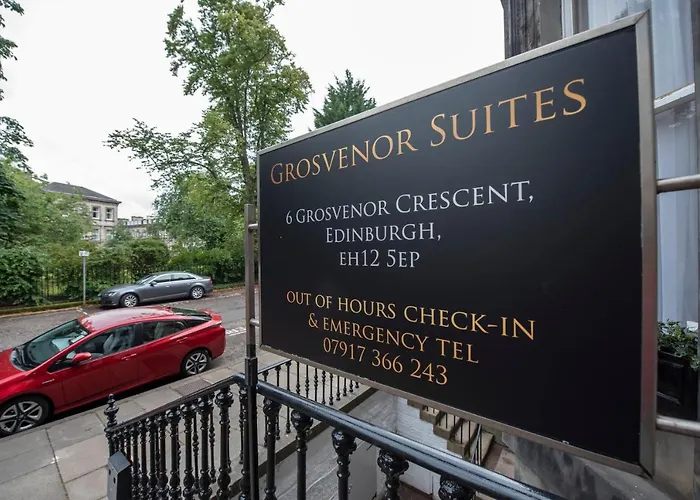 GROSVENOR SUITES
6 GROSVENOR CRESCENT,
EDINBURGH,
EH12 5EP
OUT OF HOURS CHECK-IN
& EMERGENCY TEL
07917 366 243